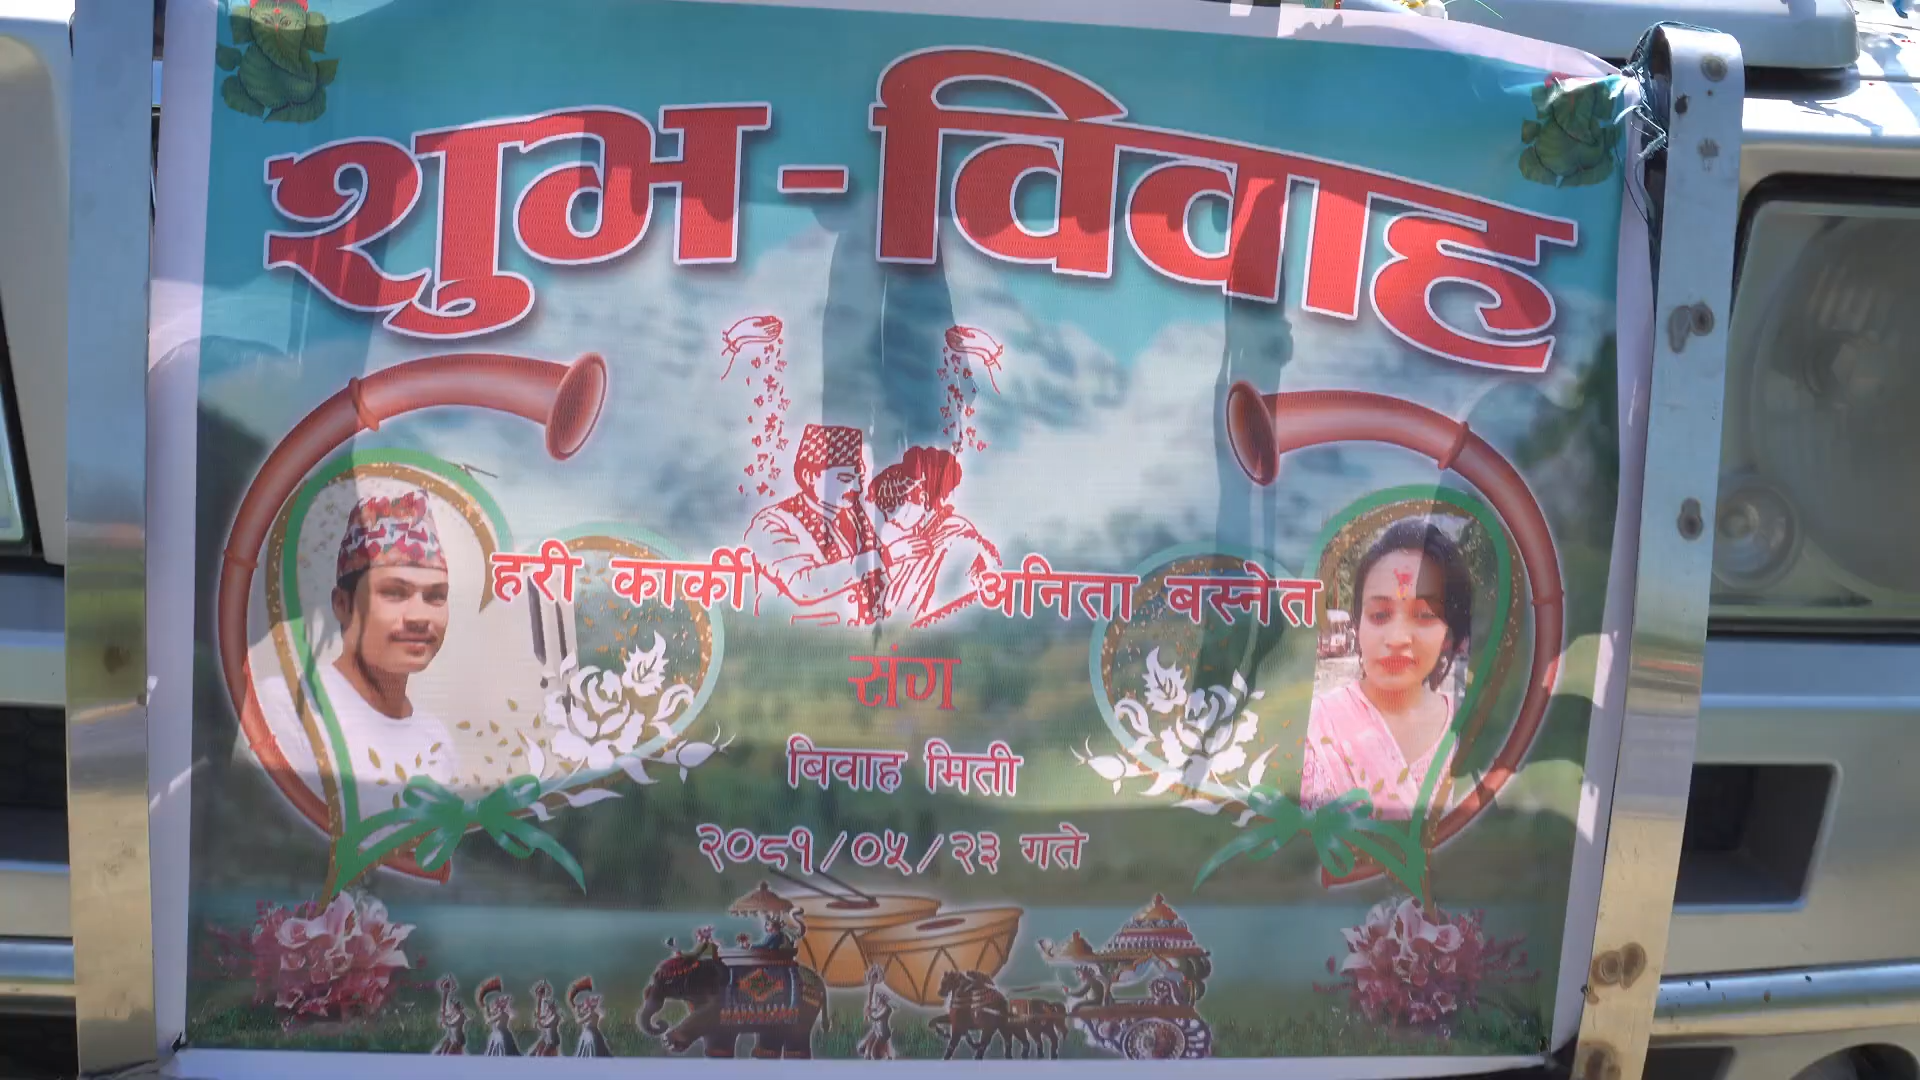 शुभ-विवाह
हरी कार्की अनिता बस्नेत
संग
बिवाह मिती
२०८१/०५/२३ गते